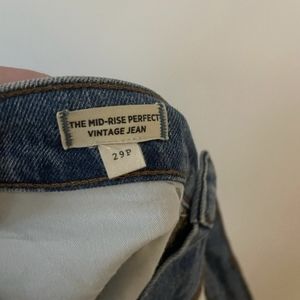 THE MID-RISE PERFECT
VINTAGE JEAN
29P